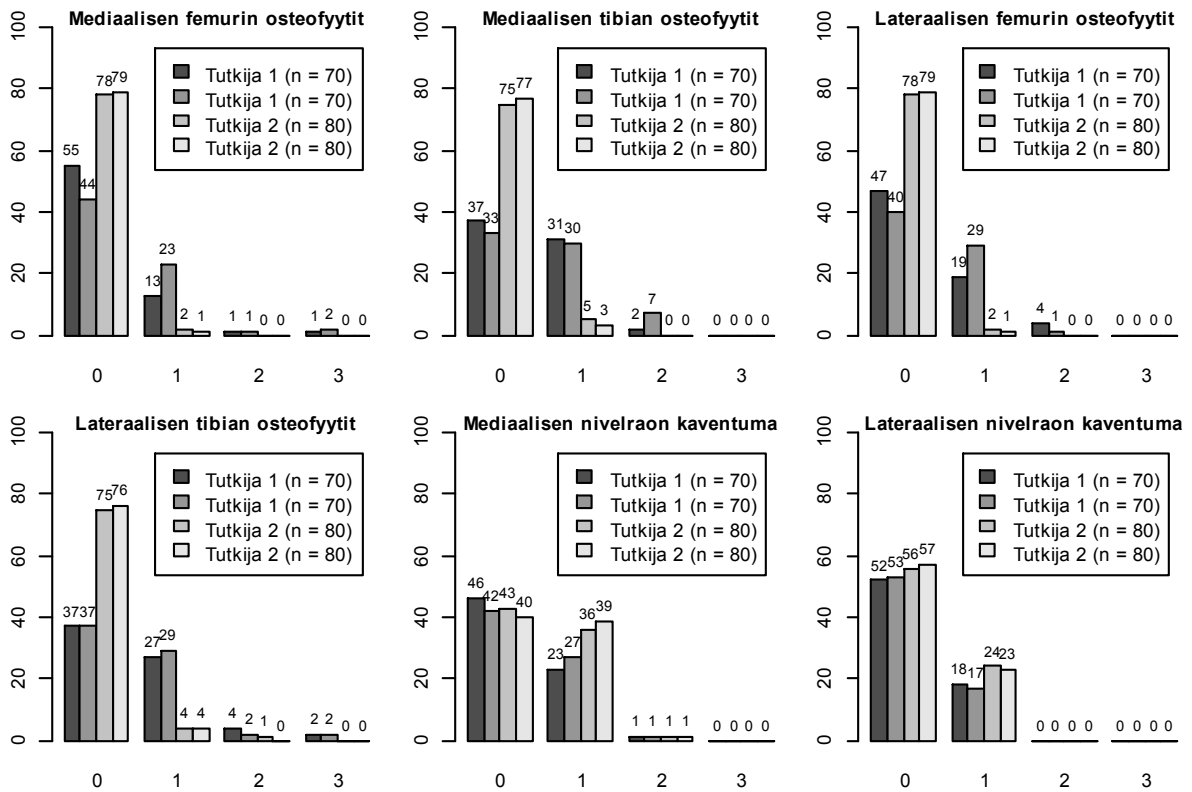 Mediaalisen femurin osteofyytit
100
80
60
40
20
0
Tutkija 1 (n = 70)
Tutkija 1 (n = 70)
Tutkija 2 (n = 80)
Tutkija 2 (n = 80)
55 44 78 79
13 23 2 1
1 1 0 0
1 2 0 0
0 1 2 3
Mediaalisen tibian osteofyytit
100
80
60
40
20
0
Tutkija 1 (n = 70)
Tutkija 1 (n = 70)
Tutkija 2 (n = 80)
Tutkija 2 (n = 80)
37 33 75 77
31 30 5 3
2 7 0 0
0 0 0 0
0 1 2 3
Lateraalisen femurin osteofyytit
100
80
60
40
20
0
Tutkija 1 (n = 70)
Tutkija 1 (n = 70)
Tutkija 2 (n = 80)
Tutkija 2 (n = 80)
47 40 78 79
19 29 2 1
4 1 0 0
0 0 0 0
0 1 2 3
Lateraalisen tibian osteofyytit
100
80
60
40
20
0
Tutkija 1 (n = 70)
Tutkija 1 (n = 70)
Tutkija 2 (n = 80)
Tutkija 2 (n = 80)
37 37 75 76
27 29 4 4
4 2 1 0
2 2 0 0
0 1 2 3
Mediaalisen nivelraon kaventuma
100
80
60
40
20
0
Tutkija 1 (n = 70)
Tutkija 1 (n = 70)
Tutkija 2 (n = 80)
Tutkija 2 (n = 80)
46 42 43 40
23 27 36 39
1 1 1 1
0 0 0 0
0 1 2 3
Lateraalisen nivelraon kaventuma
100
80
60
40
20
0
Tutkija 1 (n = 70)
Tutkija 1 (n = 70)
Tutkija 2 (n = 80)
Tutkija 2 (n = 80)
52 53 56 57
18 17 24 23
0 0 0 0
0 0 0 0
0 1 2 3